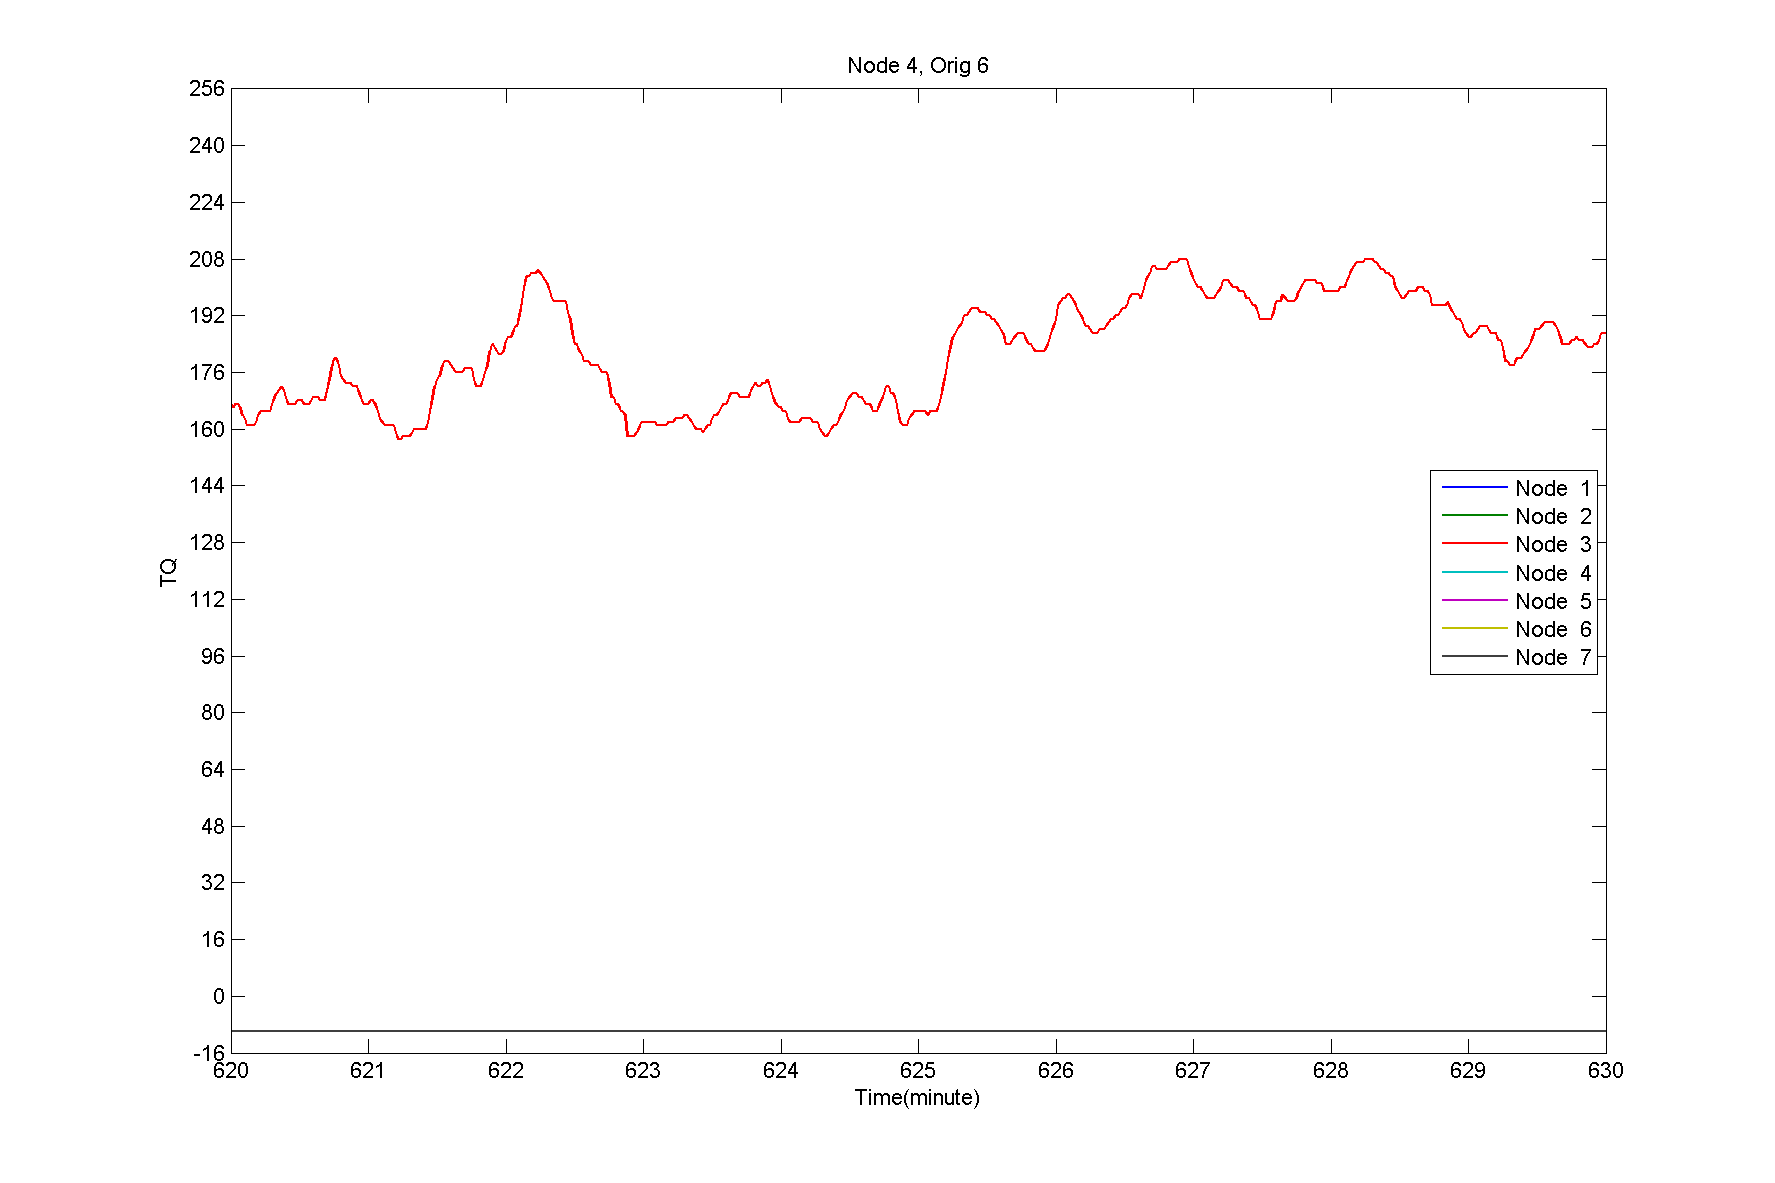 Node 4, Orig 6
256
240
224
208
192
176
160
144
128
112
96
80
64
48
32
16
0
-16
TQ
Node 1
Node 2
Node 3
Node 4
Node 5
Node 6
Node 7
620 621 622 623 624 625 626 627 628 629 630
Time(minute)